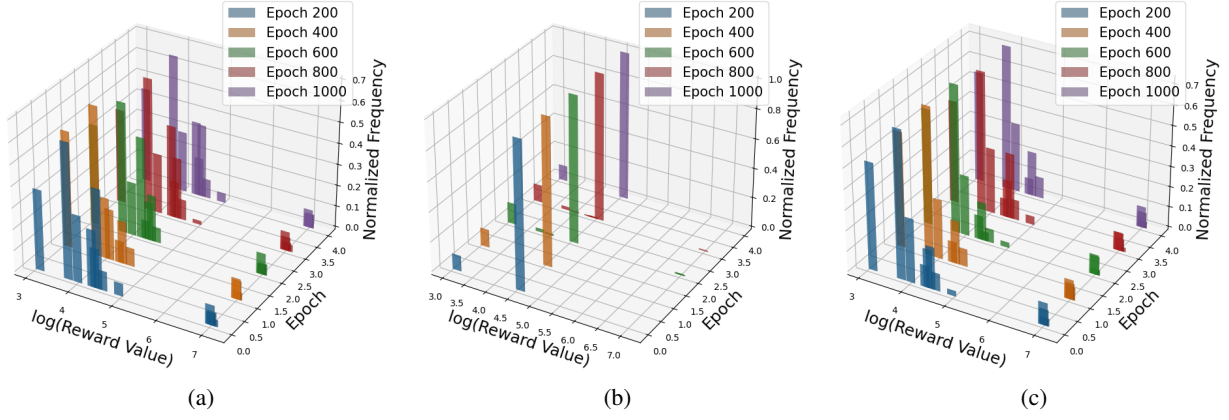 Epoch 200
Epoch 400
Epoch 600
Epoch 800
Epoch 1000
0.7
0.6
0.5
0.4
0.3
0.2
0.1
0.0
Normalized Frequency
4.0
3.5
3.0
2.5
2.0
1.5
1.0
0.5
0.0
Epoch
3
4
5
6
7
log(Reward Value)
(a)
Epoch 200
Epoch 400
Epoch 600
Epoch 800
Epoch 1000
1.0
0.8
0.6
0.4
0.2
0.0
Normalized Frequency
4.0
3.5
3.0
2.5
2.0
1.5
1.0
0.5
0.0
Epoch
3.0
3.5
4.0
4.5
5.0
5.5
6.0
6.5
7.0
log(Reward Value)
(b)
Epoch 200
Epoch 400
Epoch 600
Epoch 800
Epoch 1000
0.7
0.6
0.5
0.4
0.3
0.2
0.1
0.0
Normalized Frequency
4.0
3.5
3.0
2.5
2.0
1.5
1.0
0.5
0.0
Epoch
3
4
5
6
7
log(Reward Value)
(c)